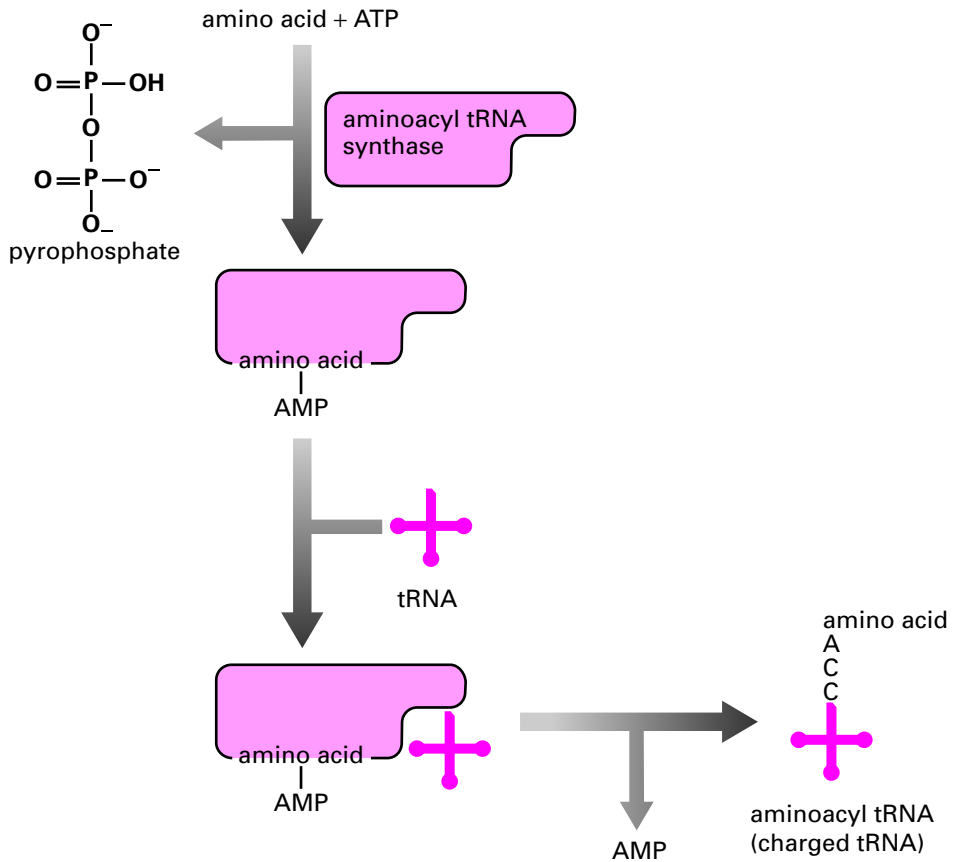 amino acid + ATP
O–
O=P–OH
O
O=P–O–
O–
pyrophosphate
aminoacyl tRNA
synthase
amino acid
AMP
tRNA
amino acid
AMP
AMP
amino acid
A
C
C
aminoacyl tRNA
(charged tRNA)